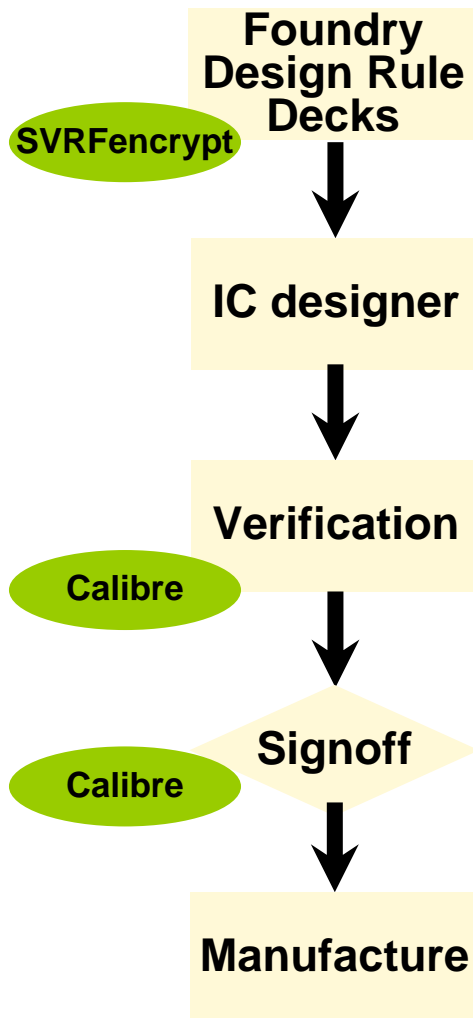 Foundry
Design Rule
Decks
SVRFencrypt
IC designer
Verification
Calibre
Signoff
Calibre
Manufacture